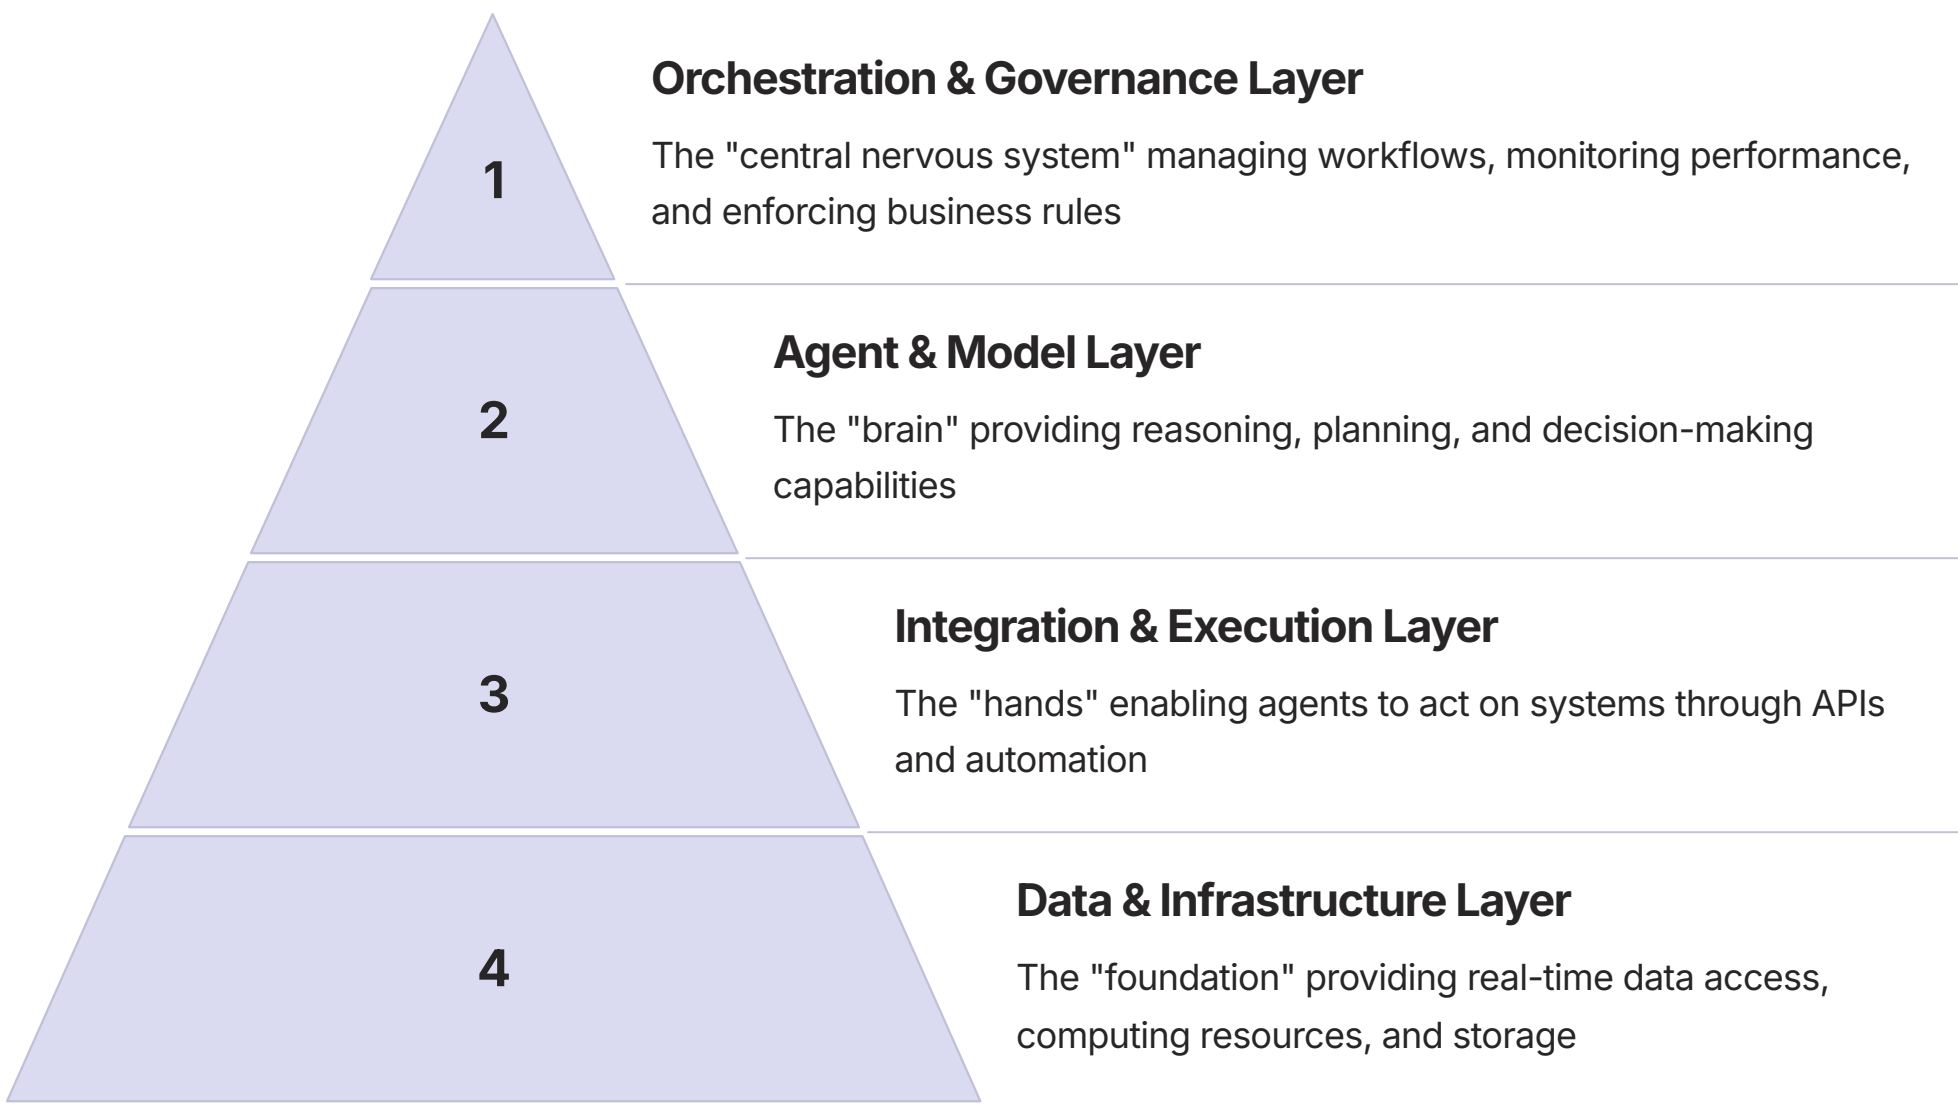 1
Orchestration & Governance Layer
The "central nervous system" managing workflows, monitoring performance,
and enforcing business rules
2
Agent & Model Layer
The "brain" providing reasoning, planning, and decision-making
capabilities
3
Integration & Execution Layer
The "hands" enabling agents to act on systems through APIs
and automation
4
Data & Infrastructure Layer
The "foundation" providing real-time data access,
computing resources, and storage